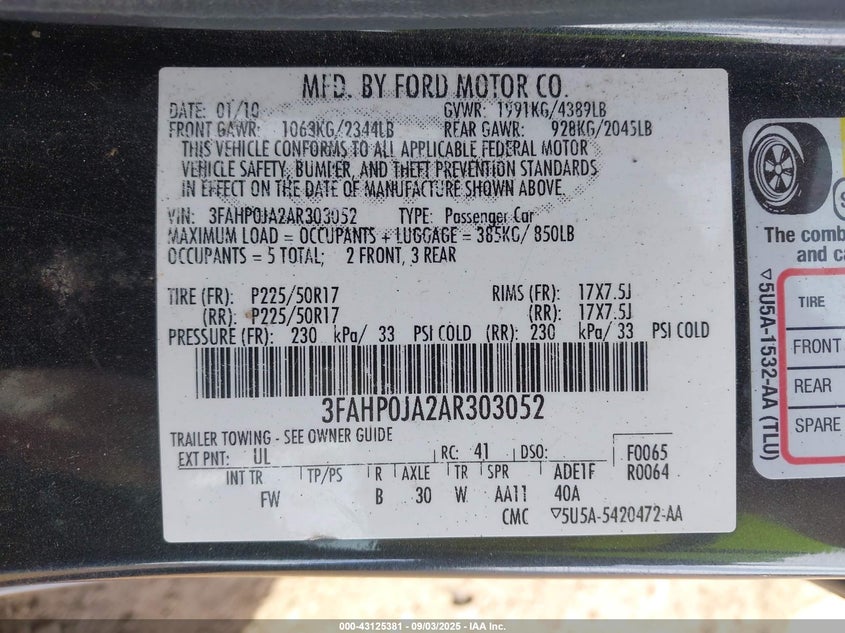 MFD. BY FORD MOTOR CO.
DATE: 01/10 GVWR: 1991KG/4389LB
FRONT GAWR: 1063KG/2344LB REAR GAWR: 928KG/2045LB
THIS VEHICLE CONFORMS TO ALL APPLICABLE FEDERAL MOTOR
VEHICLE SAFETY, BUMPER, AND THEFT PREVENTION STANDARDS
IN EFFECT ON THE DATE OF MANUFACTURE SHOWN ABOVE.
VIN: 3FAHP0JA2AR303052 TYPE: Passenger Car
MAXIMUM LOAD = OCCUPANTS + LUGGAGE = 385KG/ 850LB
OCCUPANTS = 5 TOTAL; 2 FRONT, 3 REAR
TIRE (FR): P225/50R17 RIMS (FR): 17X7.5J
(RR): P225/50R17 (RR): 17X7.5J
PRESSURE (FR): 230 kPa/ 33 PSI COLD (RR): 230 kPa/ 33 PSI COLD
3FAHP0JA2AR303052
TRAILER TOWING - SEE OWNER GUIDE
EXT PNT: UL RC: 41 DSO: F0065
INT TR TP/PS R AXLE TR SPR ADE1F R0064
FW B 30 W AA11 40A
CMC ▽5U5A-5420472-AA
The comb
and ca
TIRE
FRONT
REAR
SPARE
▽5U5A-1532-AA (TLU)
000-43125381 - 09/03/2025 - IAA Inc.